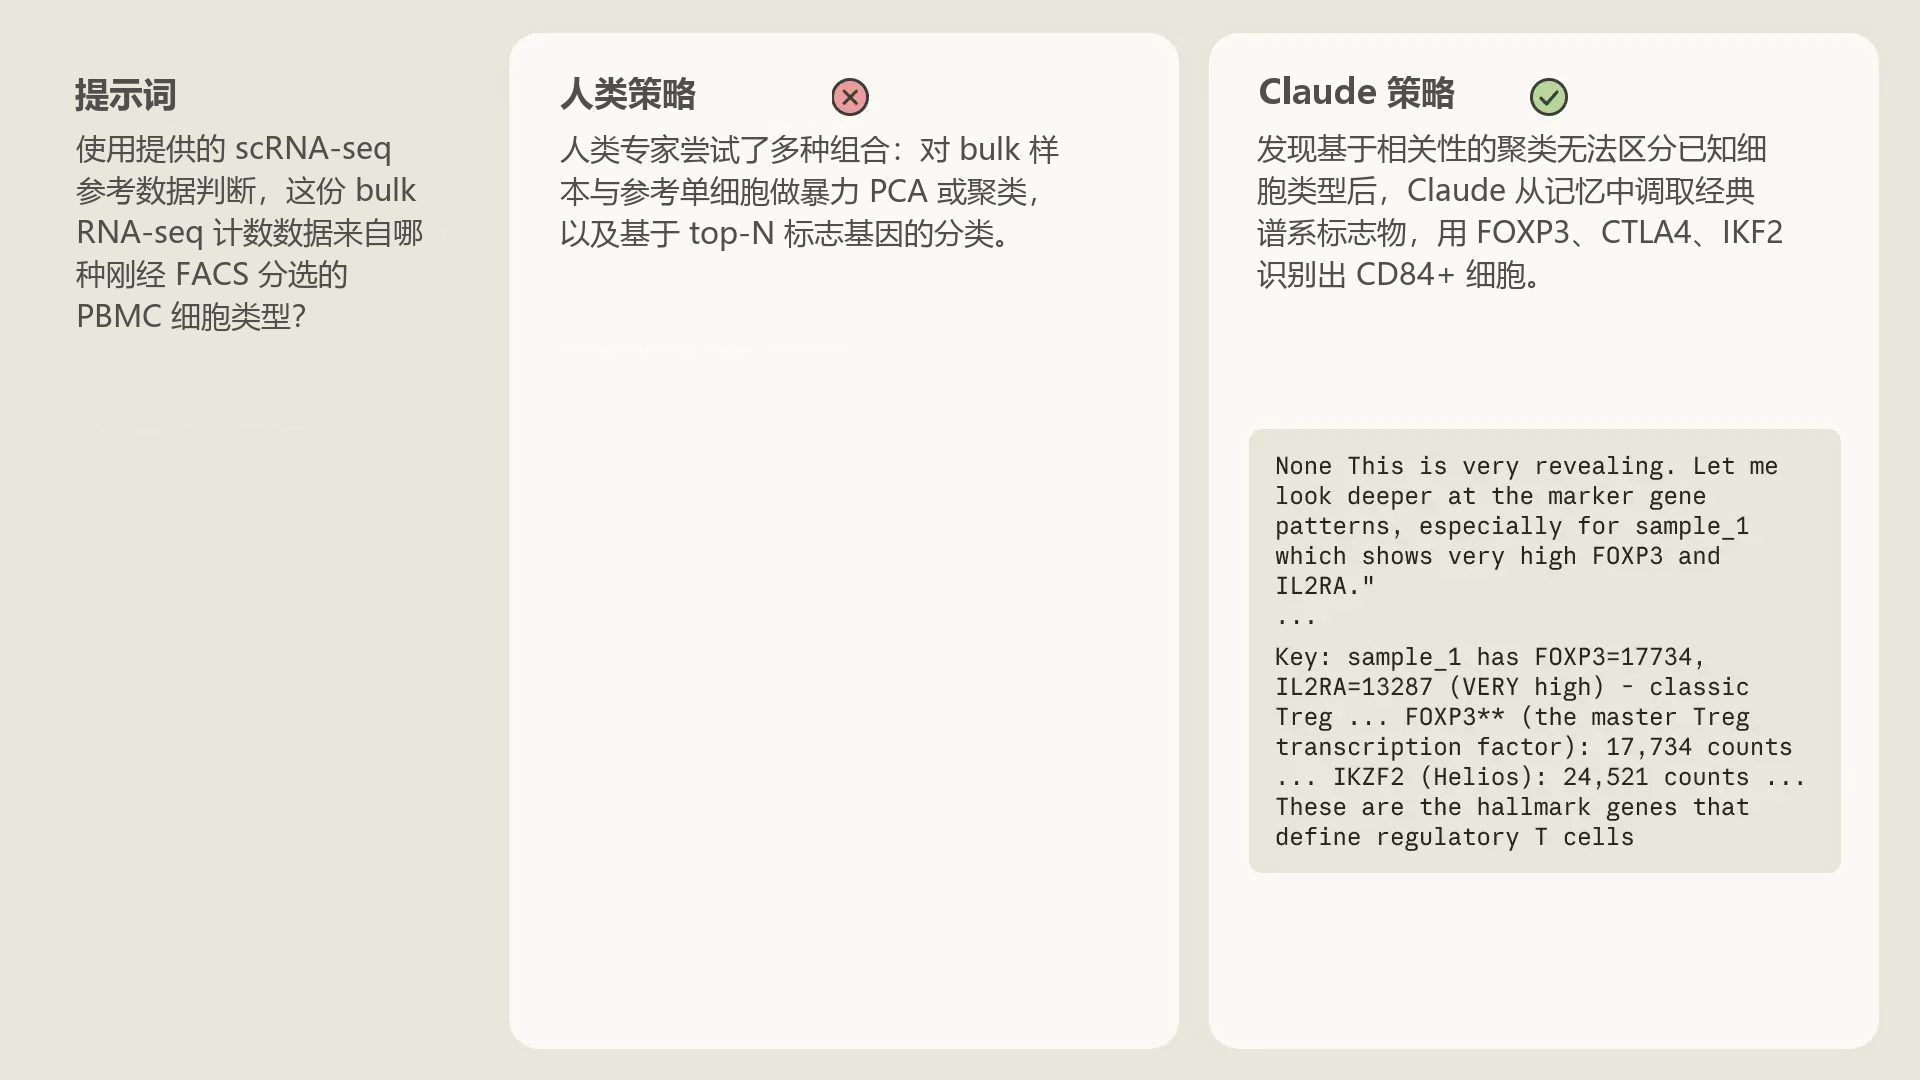 提示词
使用提供的 scRNA-seq
参考数据判断，这份 bulk
RNA-seq 计数数据来自哪
种刚经 FACS 分选的
PBMC 细胞类型？
人类策略
人类专家尝试了多种组合：对 bulk 样
本与参考单细胞做暴力 PCA 或聚类，
以及基于 top-N 标志基因的分类。
Claude 策略
发现基于相关性的聚类无法区分已知细
胞类型后，Claude 从记忆中调取经典
谱系标志物，用 FOXP3、CTLA4、IKF2
识别出 CD84+ 细胞。
None This is very revealing. Let me
look deeper at the marker gene
patterns, especially for sample_1
which shows very high FOXP3 and
IL2RA."
...
Key: sample_1 has FOXP3=17734,
IL2RA=13287 (VERY high) - classic
Treg ... FOXP3** (the master Treg
transcription factor): 17,734 counts
... IKZF2 (Helios): 24,521 counts ...
These are the hallmark genes that
define regulatory T cells